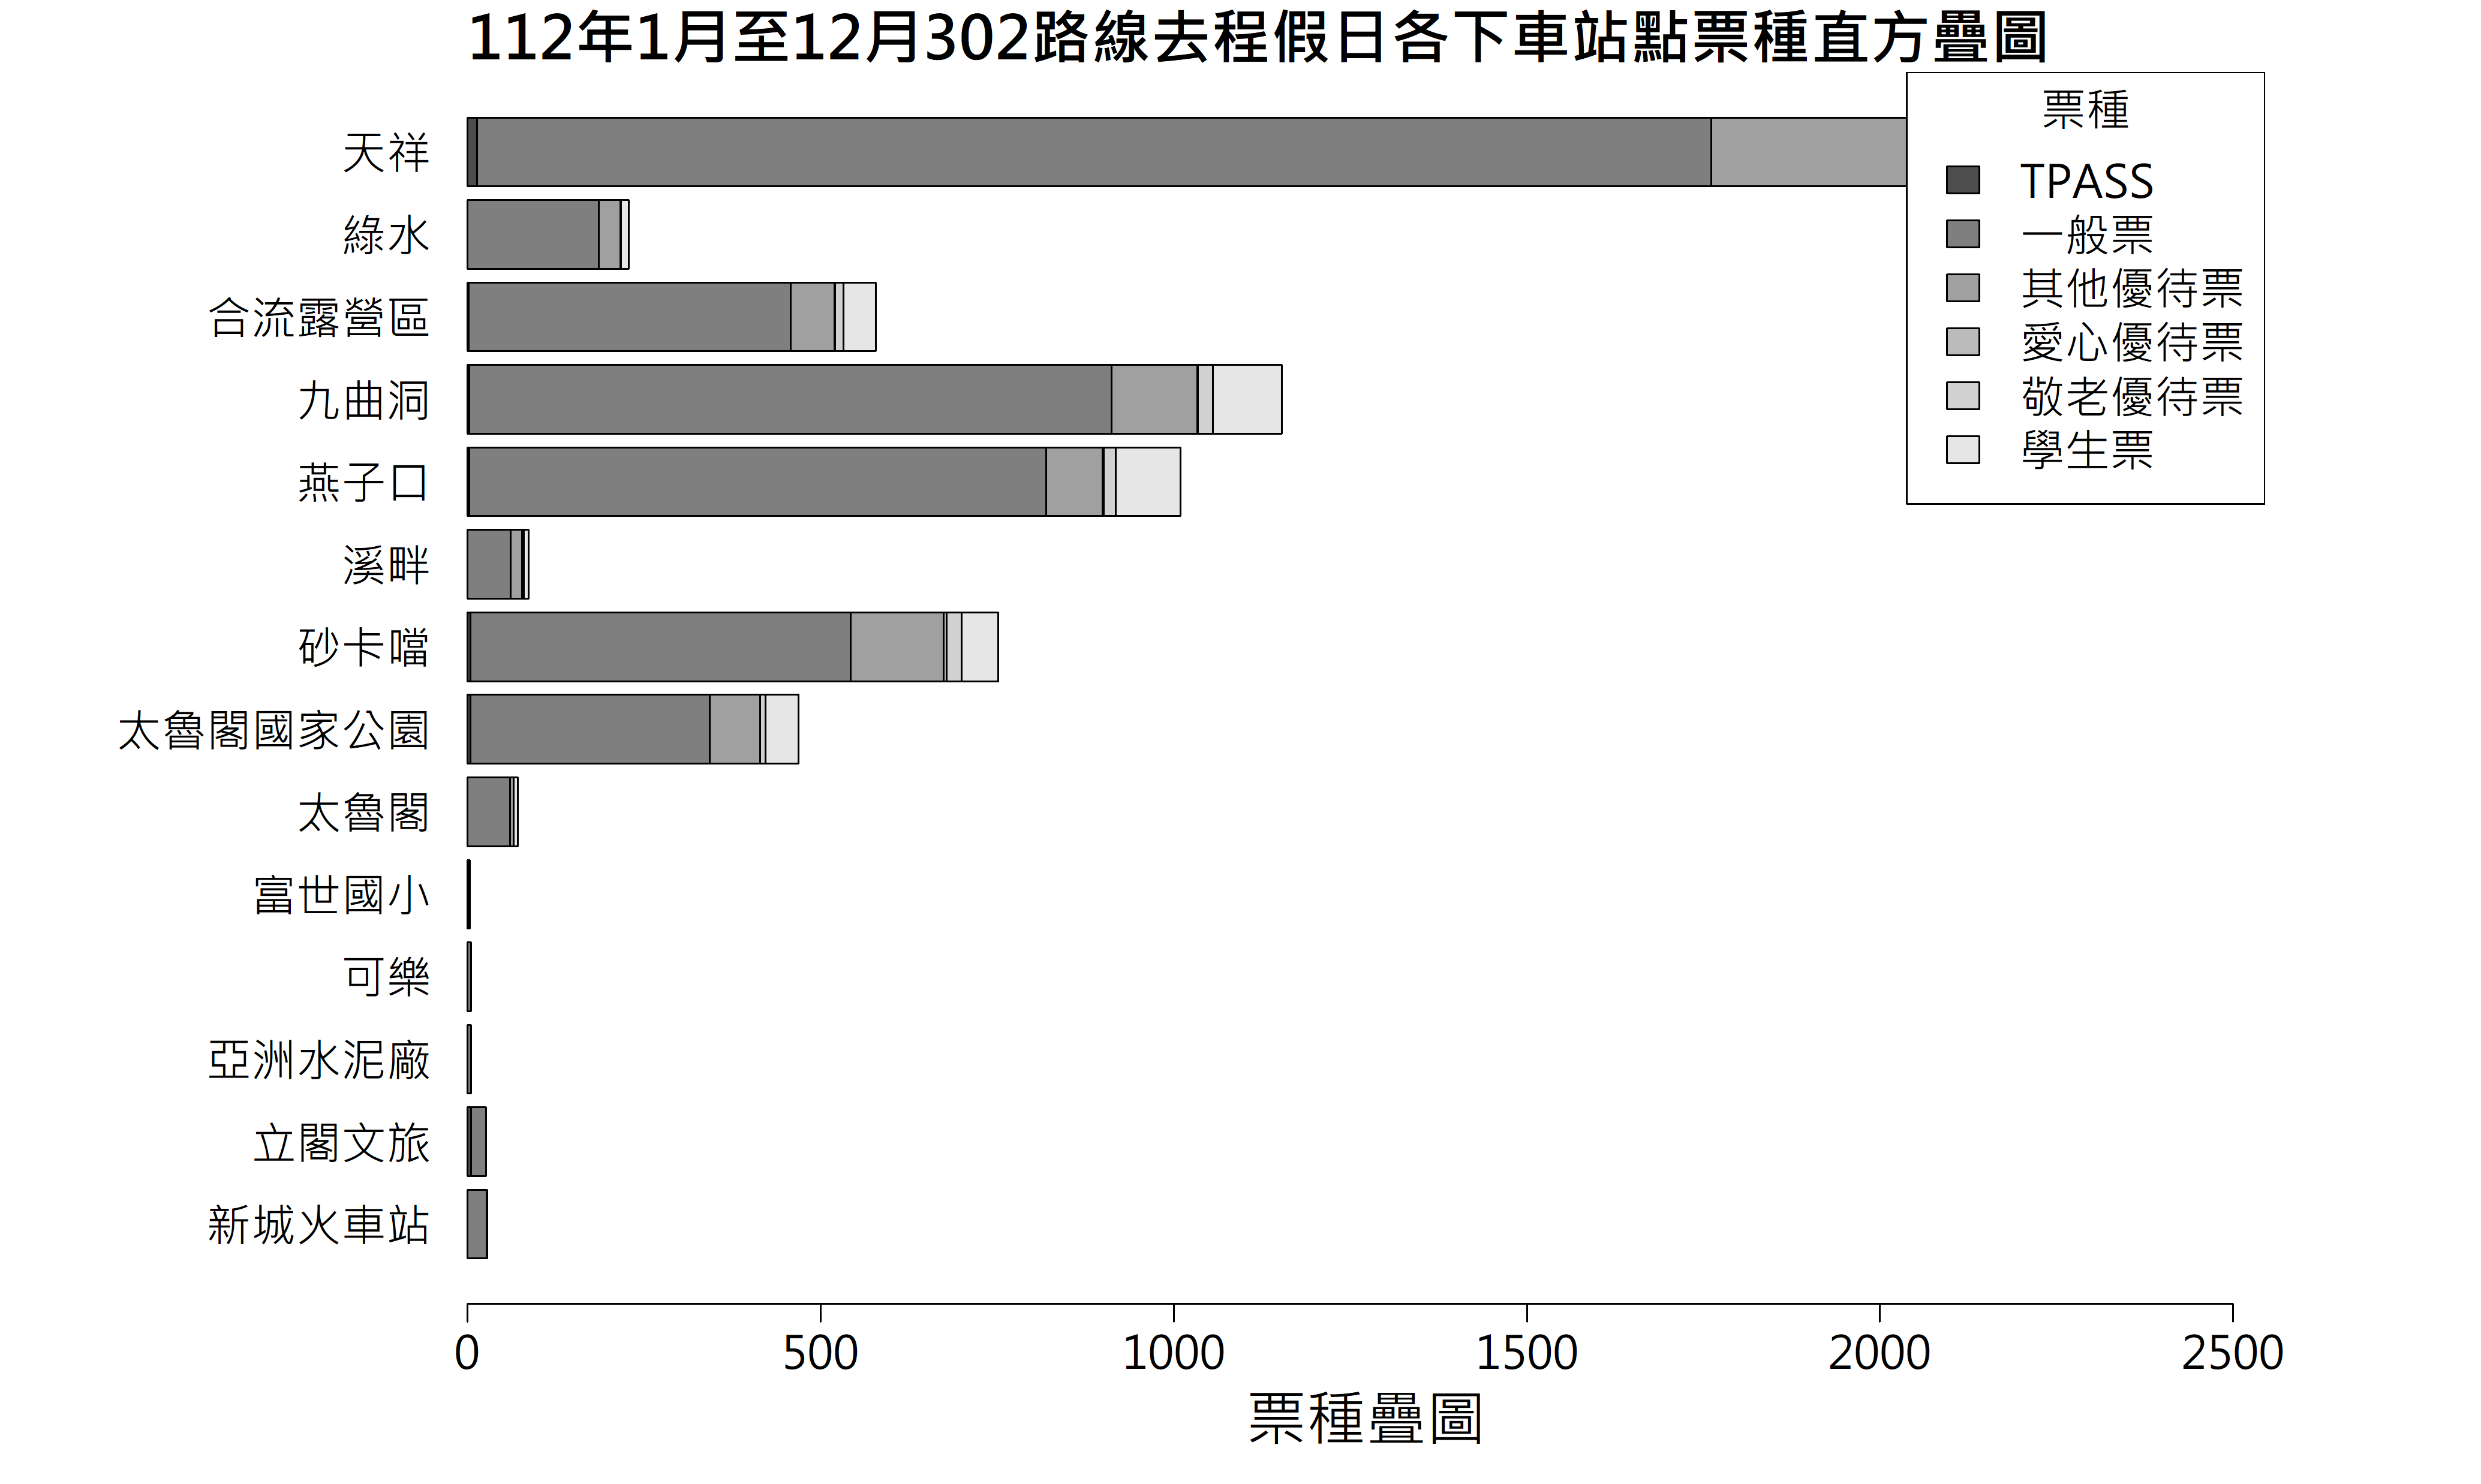 112年1月至12月302路線去程假日各下車站點票種直方疊圖
票種
TPASS
一般票
其他優待票
愛心優待票
敬老優待票
學生票
天祥
綠水
合流露營區
九曲洞
燕子口
溪畔
砂卡噹
太魯閣國家公園
太魯閣
富世國小
可樂
亞洲水泥廠
立閣文旅
新城火車站
0 500 1000 1500 2000 2500
票種疊圖